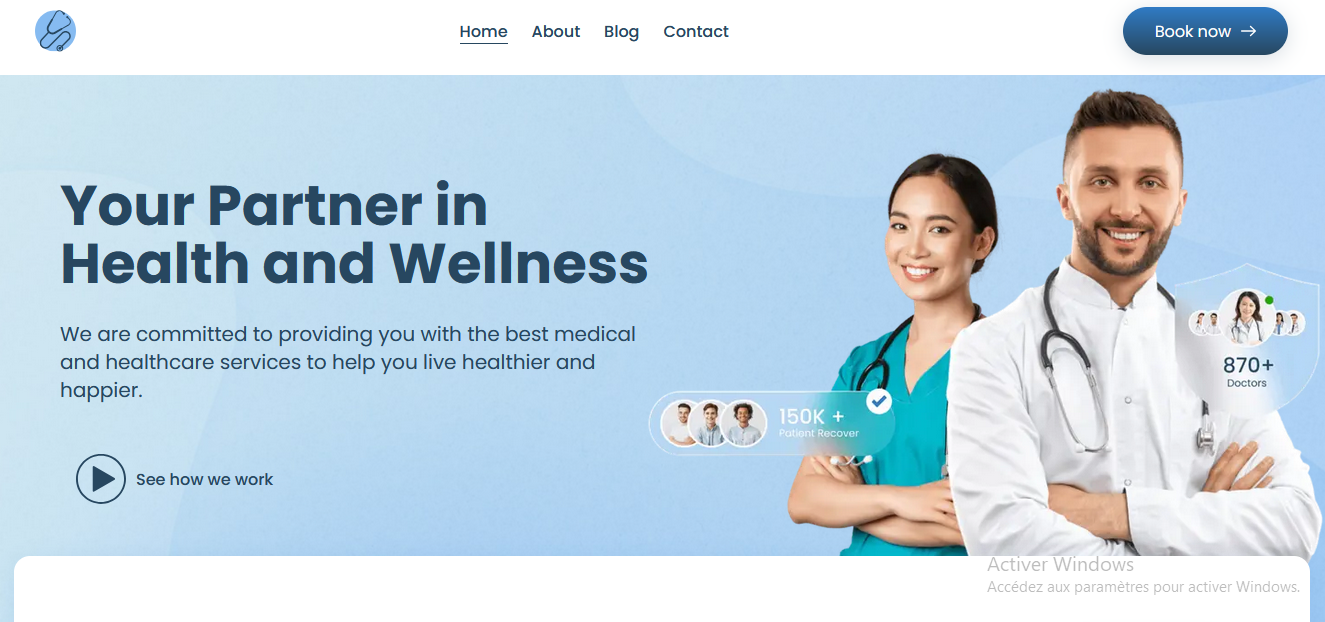 Home About Blog Contact
Book now
Your Partner in
Health and Wellness
We are committed to providing you with the best medical
and healthcare services to help you live healthier and
happier.
870+
Doctors
150K +
Patient Recover
See how we work
Activer Windows
Accédez aux paramètres pour activer Windows.